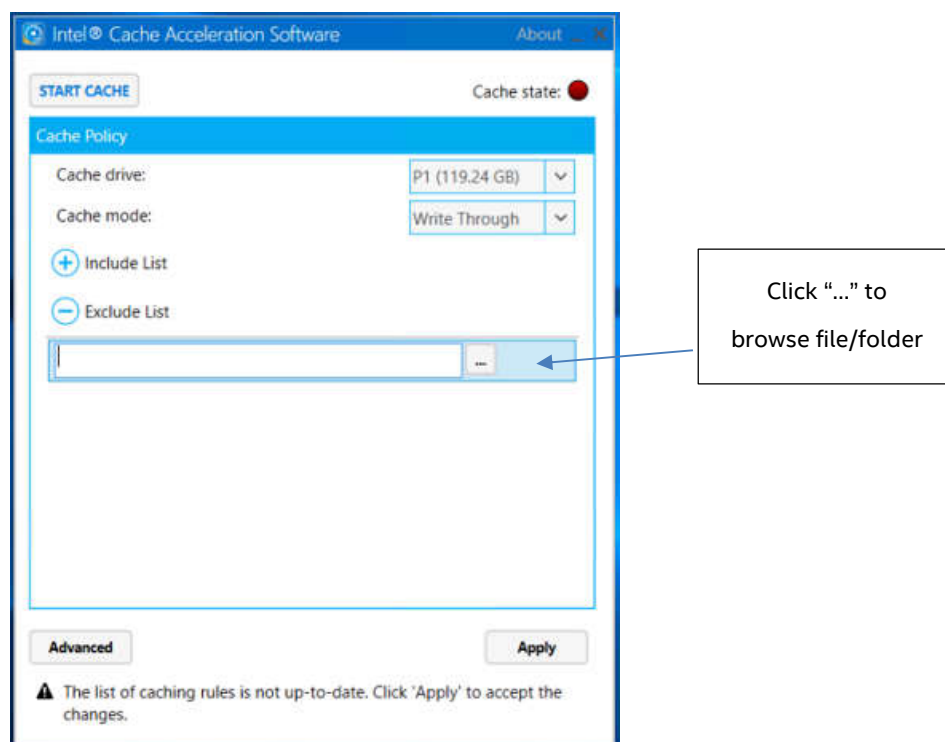 Intel® Cache Acceleration Software
About
START CACHE
Cache state:
Cache Policy
Cache drive:
P1 (119.24 GB)
Cache mode:
Write Through
Include List
Exclude List
...
Click “...” to
browse file/folder
Advanced
Apply
The list of caching rules is not up-to-date. Click 'Apply' to accept the
changes.